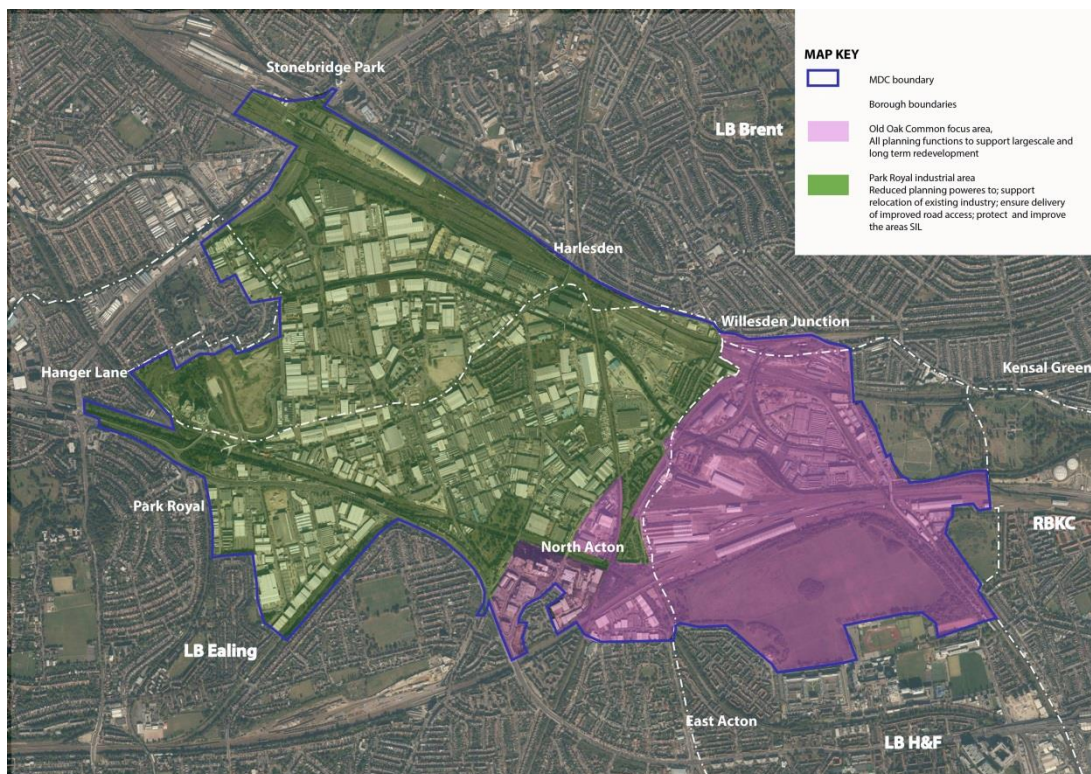 Stonebridge Park
LB Brent
Harlesden
Willesden Junction
Hanger Lane
Kensal Green
Park Royal
RBKC
North Acton
LB Ealing
East Acton
LB H&F
MAP KEY
MDC boundary
Borough boundaries
Old Oak Common focus area,
All planning functions to support largescale and
long term redevelopment
Park Royal industrial area
Reduced planning poweres to; support
relocation of existing industry; ensure delivery
of improved road access; protect and improve
the areas SIL